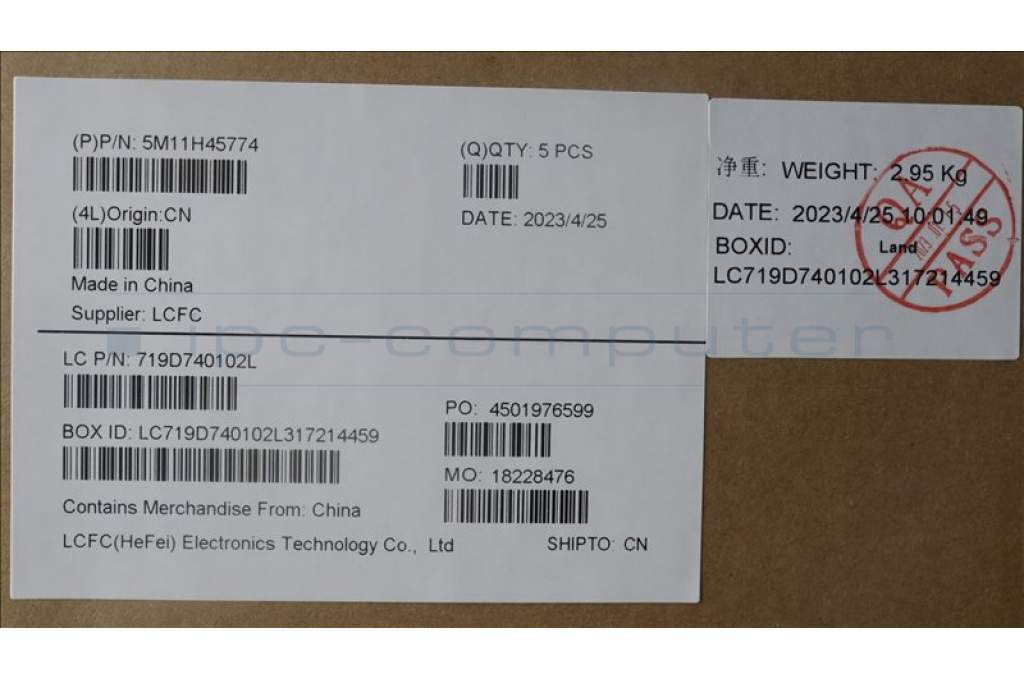 (P)P/N: 5M11H45774
(Q)QTY: 5 PCS
(4L)Origin:CN
DATE: 2023/4/25
Made in China
Supplier: LCFC
LC P/N: 719D740102L
PO: 4501976599
BOX ID: LC719D740102L317214459
MO: 18228476
Contains Merchandise From: China
LCFC(HeFei) Electronics Technology Co., Ltd
SHIPTO: CN
净重: WEIGHT: 2.95 Kg
DATE: 2023/4/25 10:01:49
BOXID: Land
LC719D740102L317214459
QA
PASS
ipc-computer